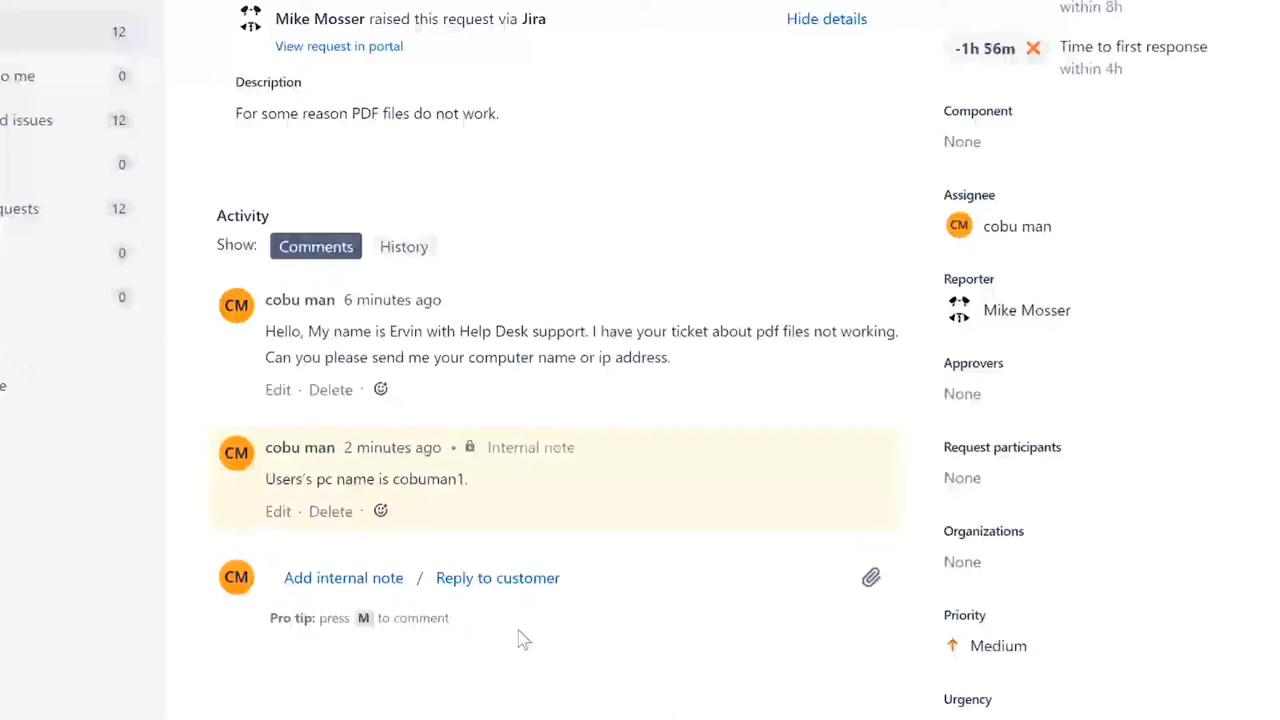 12
o me 0
d issues 12
0
quests 12
0
0
e
Mike Mosser raised this request via Jira
Hide details
View request in portal
Description
For some reason PDF files do not work.
Activity
Show: Comments History
CM cobu man 6 minutes ago
Hello, My name is Ervin with Help Desk support. I have your ticket about pdf files not working.
Can you please send me your computer name or ip address.
Edit · Delete ·
CM cobu man 2 minutes ago • Internal note
Users's pc name is cobuman1.
Edit · Delete ·
CM Add internal note / Reply to customer
Pro tip: press M to comment
within 8h
-1h 56m Time to first response
within 4h
Component
None
Assignee
CM cobu man
Reporter
Mike Mosser
Approvers
None
Request participants
None
Organizations
None
Priority
Medium
Urgency